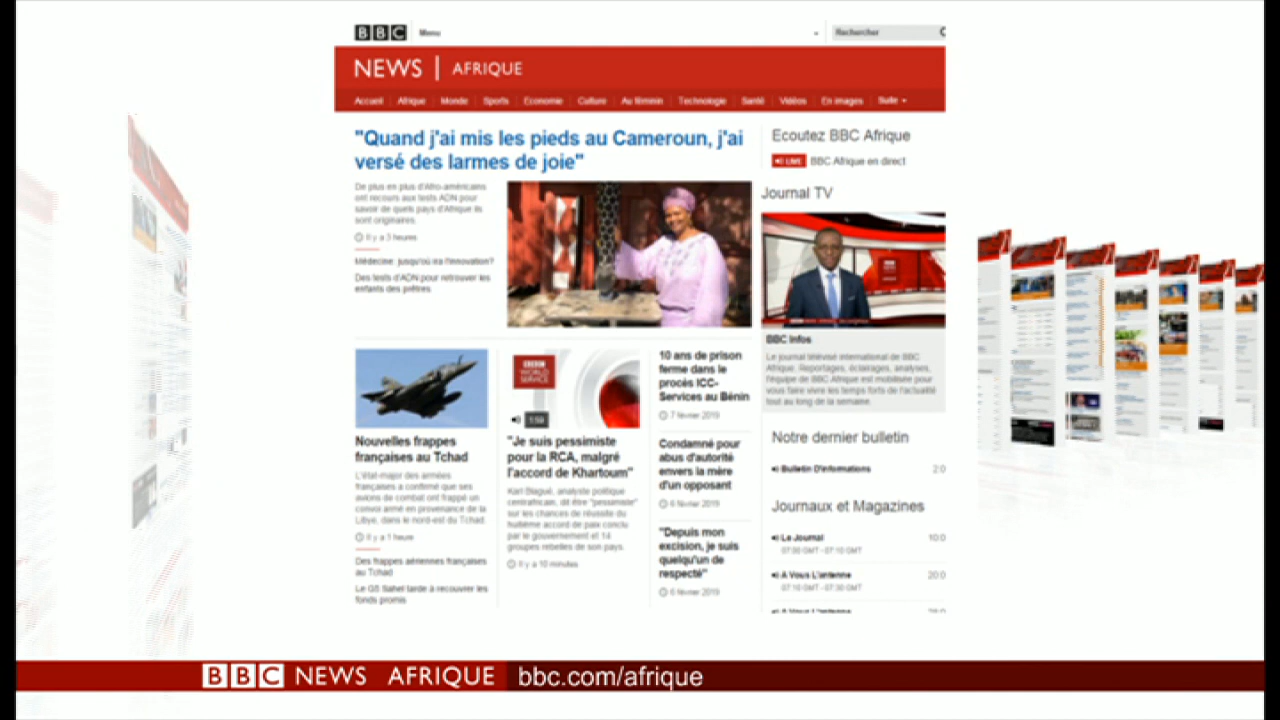 BBC Menu Rechercher
NEWS | AFRIQUE
Accueil Afrique Monde Sports Economie Culture Au féminin Technologie Santé Vidéos En images Suite
"Quand j'ai mis les pieds au Cameroun, j'ai
versé des larmes de joie"
De plus en plus d'Afro-américains
ont recours aux tests ADN pour
savoir de quels pays d'Afrique ils
sont originaires.
Il y a 3 heures
Médecine: jusqu'où ira l'innovation?
Des tests d'ADN pour retrouver les
enfants des prêtres
Ecoutez BBC Afrique
LIVE BBC Afrique en direct
Journal TV
BBC Infos
Le journal télévisé international de BBC
Afrique. Reportages, éclairages, analyses,
l'équipe de BBC Afrique est mobilisée pour
vous faire vivre les temps forts de l'actualité
tout au long de la semaine.
Nouvelles frappes
françaises au Tchad
L'état-major des armées
françaises a confirmé que ses
avions de combat ont frappé un
convoi armé en provenance de la
Libye, dans le nord-est du Tchad.
Il y a 1 heure
Des frappes aériennes françaises
au Tchad
Le G5 Sahel tarde à recouvrer les
fonds promis
BBC
WORLD
SERVICE
1:59
"Je suis pessimiste
pour la RCA, malgré
l'accord de Khartoum"
Karl Blagué, analyste politique
centrafricain, dit être "pessimiste"
sur les chances de réussite du
huitième accord de paix conclu
par le gouvernement et 14
groupes rebelles de son pays.
Il y a 10 minutes
10 ans de prison
ferme dans le
procès ICC-
Services au Bénin
7 février 2019
Condamné pour
abus d'autorité
envers la mère
d'un opposant
6 février 2019
"Depuis mon
excision, je suis
quelqu'un de
respecté"
6 février 2019
Notre dernier bulletin
Bulletin D'informations 2:0
Journaux et Magazines
Le Journal 10:0
07:00 GMT - 07:10 GMT
A Vous L'antenne 20:0
07:10 GMT - 07:30 GMT
BBC NEWS AFRIQUE bbc.com/afrique